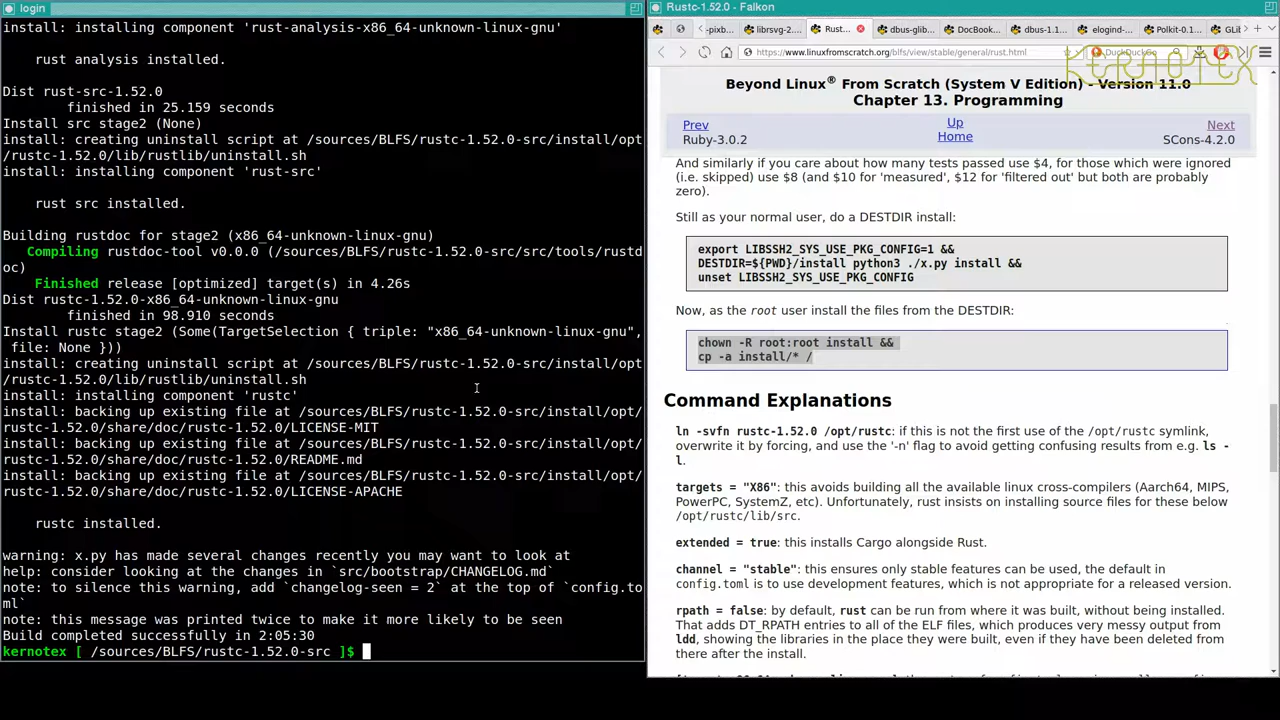 login
install: installing component 'rust-analysis-x86_64-unknown-linux-gnu'
rust analysis installed.
Dist rust-src-1.52.0
finished in 25.159 seconds
Install src stage2 (None)
install: creating uninstall script at /sources/BLFS/rustc-1.52.0-src/install/opt
/rustc-1.52.0/lib/rustlib/uninstall.sh
install: installing component 'rust-src'
rust src installed.
Building rustdoc for stage2 (x86_64-unknown-linux-gnu)
Compiling rustdoc-tool v0.0.0 (/sources/BLFS/rustc-1.52.0-src/src/tools/rustd
oc)
Finished release [optimized] target(s) in 4.26s
Dist rustc-1.52.0-x86_64-unknown-linux-gnu
finished in 98.910 seconds
Install rustc stage2 (Some(TargetSelection { triple: "x86_64-unknown-linux-gnu",
file: None }))
install: creating uninstall script at /sources/BLFS/rustc-1.52.0-src/install/opt
/rustc-1.52.0/lib/rustlib/uninstall.sh
install: installing component 'rustc'
install: backing up existing file at /sources/BLFS/rustc-1.52.0-src/install/opt/
rustc-1.52.0/share/doc/rustc-1.52.0/LICENSE-MIT
install: backing up existing file at /sources/BLFS/rustc-1.52.0-src/install/opt/
rustc-1.52.0/share/doc/rustc-1.52.0/README.md
install: backing up existing file at /sources/BLFS/rustc-1.52.0-src/install/opt/
rustc-1.52.0/share/doc/rustc-1.52.0/LICENSE-APACHE
rustc installed.
warning: x.py has made several changes recently you may want to look at
help: consider looking at the changes in `src/bootstrap/CHANGELOG.md`
note: to silence this warning, add `changelog-seen = 2` at the top of `config.to
ml`
note: this message was printed twice to make it more likely to be seen
Build completed successfully in 2:05:30
kernotex [ /sources/BLFS/rustc-1.52.0-src ]$
Rustc-1.52.0 - Falkon
-pixb librsvg-2. Rust... dbus-glib DocBook dbus-1.1 elogind- Polkit-0.1 GLi
https://www.linuxfromscratch.org/blfs/view/stable/general/rust.html DuckDuckGo
KERNOTEX
Beyond Linux® From Scratch (System V Edition) - Version 11.0
Chapter 13. Programming
Prev Up Next
Ruby-3.0.2 Home SCons-4.2.0
And similarly if you care about how many tests passed use $4, for those which were ignored
(i.e. skipped) use $8 (and $10 for 'measured', $12 for 'filtered out' but both are probably
zero).
Still as your normal user, do a DESTDIR install:
export LIBSSH2_SYS_USE_PKG_CONFIG=1 &&
DESTDIR=${PWD}/install python3 ./x.py install &&
unset LIBSSH2_SYS_USE_PKG_CONFIG
Now, as the root user install the files from the DESTDIR:
chown -R root:root install &&
cp -a install/* /
Command Explanations
ln -svfn rustc-1.52.0 /opt/rustc: if this is not the first use of the /opt/rustc symlink,
overwrite it by forcing, and use the '-n' flag to avoid getting confusing results from e.g. ls -
l.
targets = "X86": this avoids building all the available linux cross-compilers (Aarch64, MIPS,
PowerPC, SystemZ, etc). Unfortunately, rust insists on installing source files for these below
/opt/rustc/lib/src.
extended = true: this installs Cargo alongside Rust.
channel = "stable": this ensures only stable features can be used, the default in
config.toml is to use development features, which is not appropriate for a released version.
rpath = false: by default, rust can be run from where it was built, without being installed.
That adds DT_RPATH entries to all of the ELF files, which produces very messy output from
ldd, showing the libraries in the place they were built, even if they have been deleted from
there after the install.